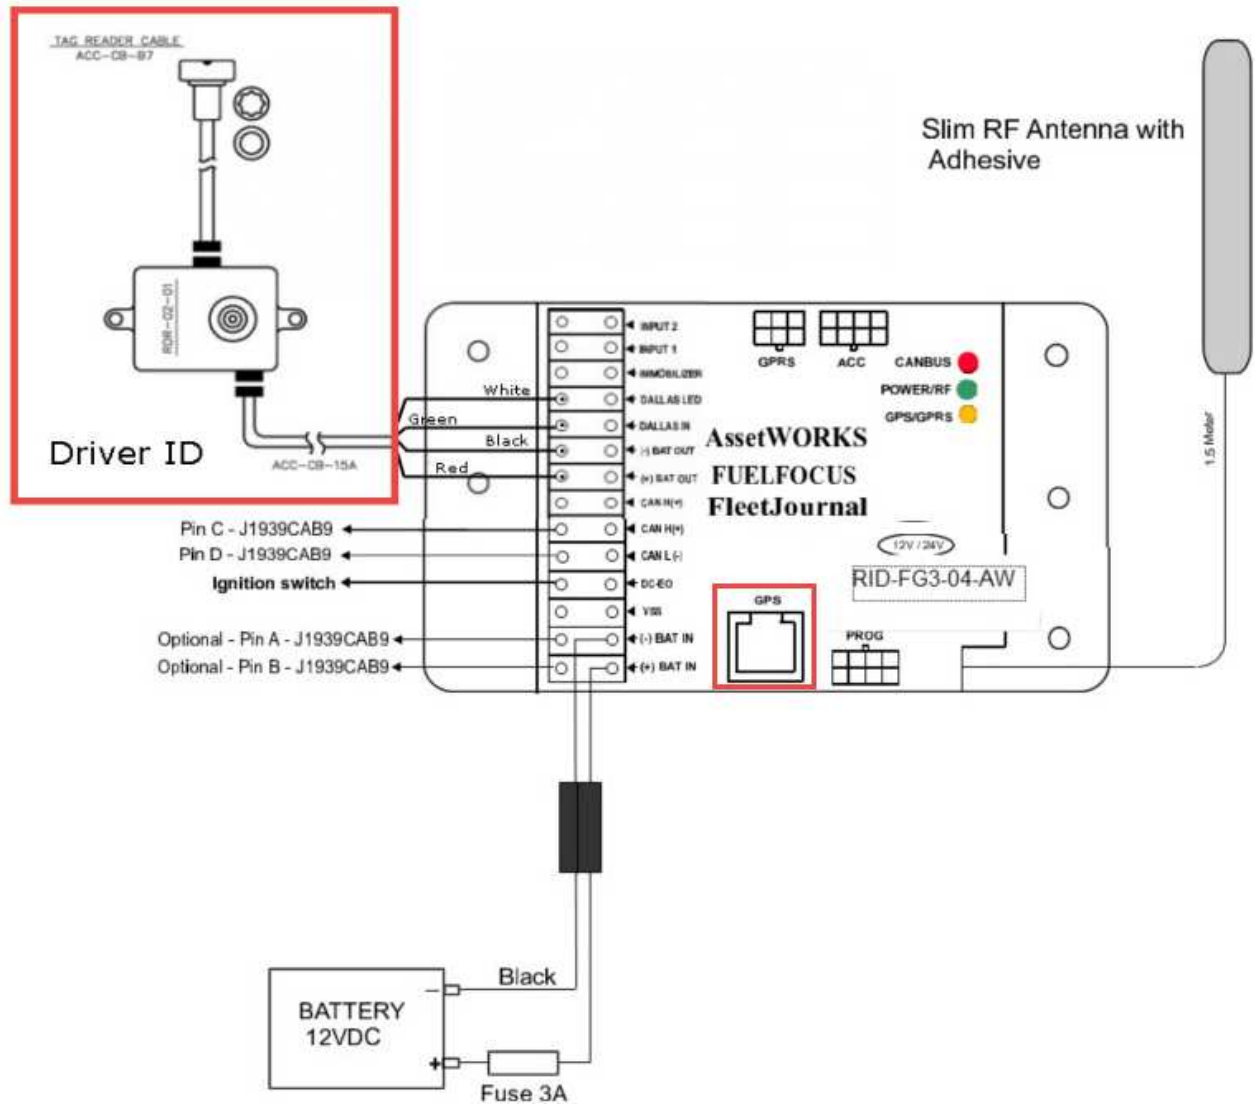 TAG READER CABLE
ACC-CB-B7
RDR-02-01
Driver ID
ACC-CB-15A
White
Green
Black
Red
Slim RF Antenna with
Adhesive
1.5 Meter
INPUT 2
INPUT 1
IMMOBILIZER
DALLAS LED
DALLAS IN
(-) BAT OUT
(+) BAT OUT
CAN H(+)
CAN H(+)
CAN L (-)
DC-EO
VSS
(-) BAT IN
(+) BAT IN
GPRS
ACC
CANBUS
POWER/RF
GPS/GPRS
AssetWORKS
FUELFOCUS
FleetJournal
12V / 24V
RID-FG3-04-AW
GPS
PROG
Pin C - J1939CAB9
Pin D - J1939CAB9
Ignition switch
Optional - Pin A - J1939CAB9
Optional - Pin B - J1939CAB9
Black
BATTERY
12VDC
−
+
Fuse 3A